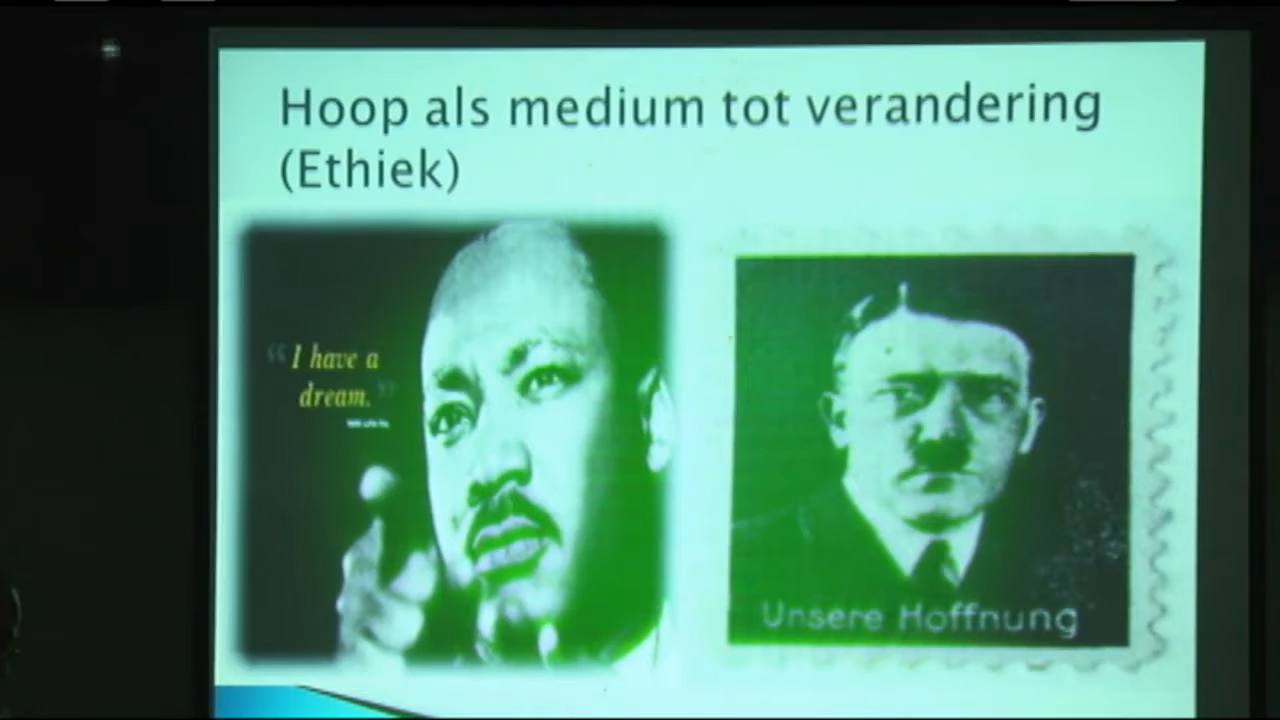 Hoop als medium tot verandering
(Ethiek)
“ I have a
dream. ”
Unsere Hoffnung